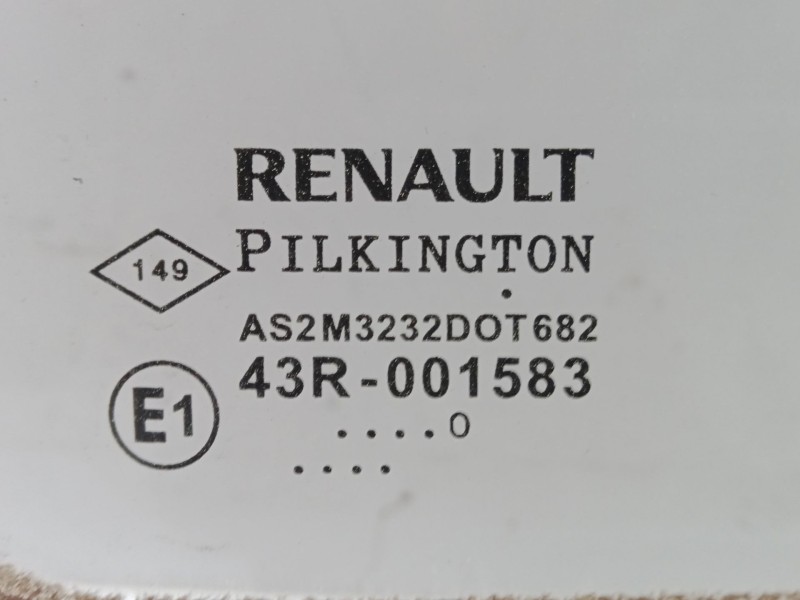 RENAULT
149 PILKINGTON
AS2M3232DOT682
43R-001583
E1
....0
....